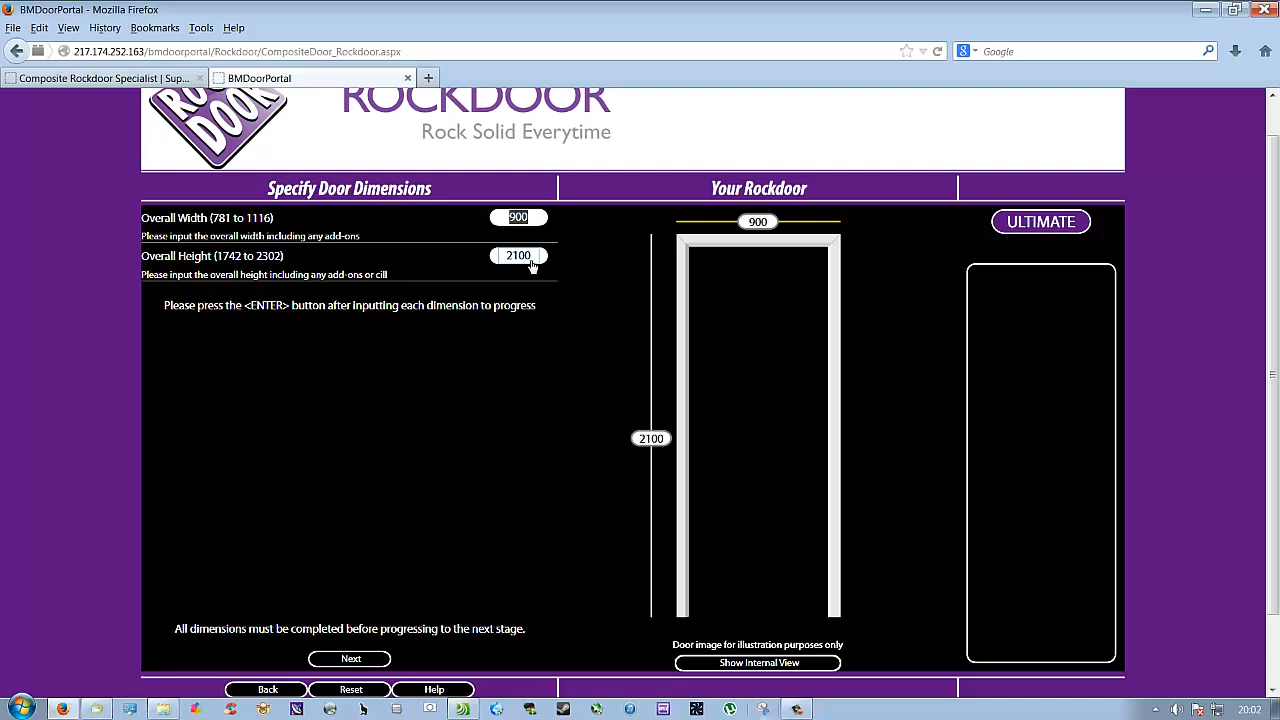 BMDoorPortal - Mozilla Firefox
File Edit View History Bookmarks Tools Help
217.174.252.163/bmdoorportal/Rockdoor/CompositeDoor_Rockdoor.aspx
Google
Composite Rockdoor Specialist | Sup...
BMDoorPortal
ROCK DOOR
ROCKDOOR
Rock Solid Everytime
Specify Door Dimensions
Your Rockdoor
Overall Width (781 to 1116)
900
Please input the overall width including any add-ons
Overall Height (1742 to 2302)
2100
Please input the overall height including any add-ons or cill
Please press the <ENTER> button after inputting each dimension to progress
900
2100
ULTIMATE
All dimensions must be completed before progressing to the next stage.
Next
Door image for illustration purposes only
Show Internal View
Back
Reset
Help
20:02